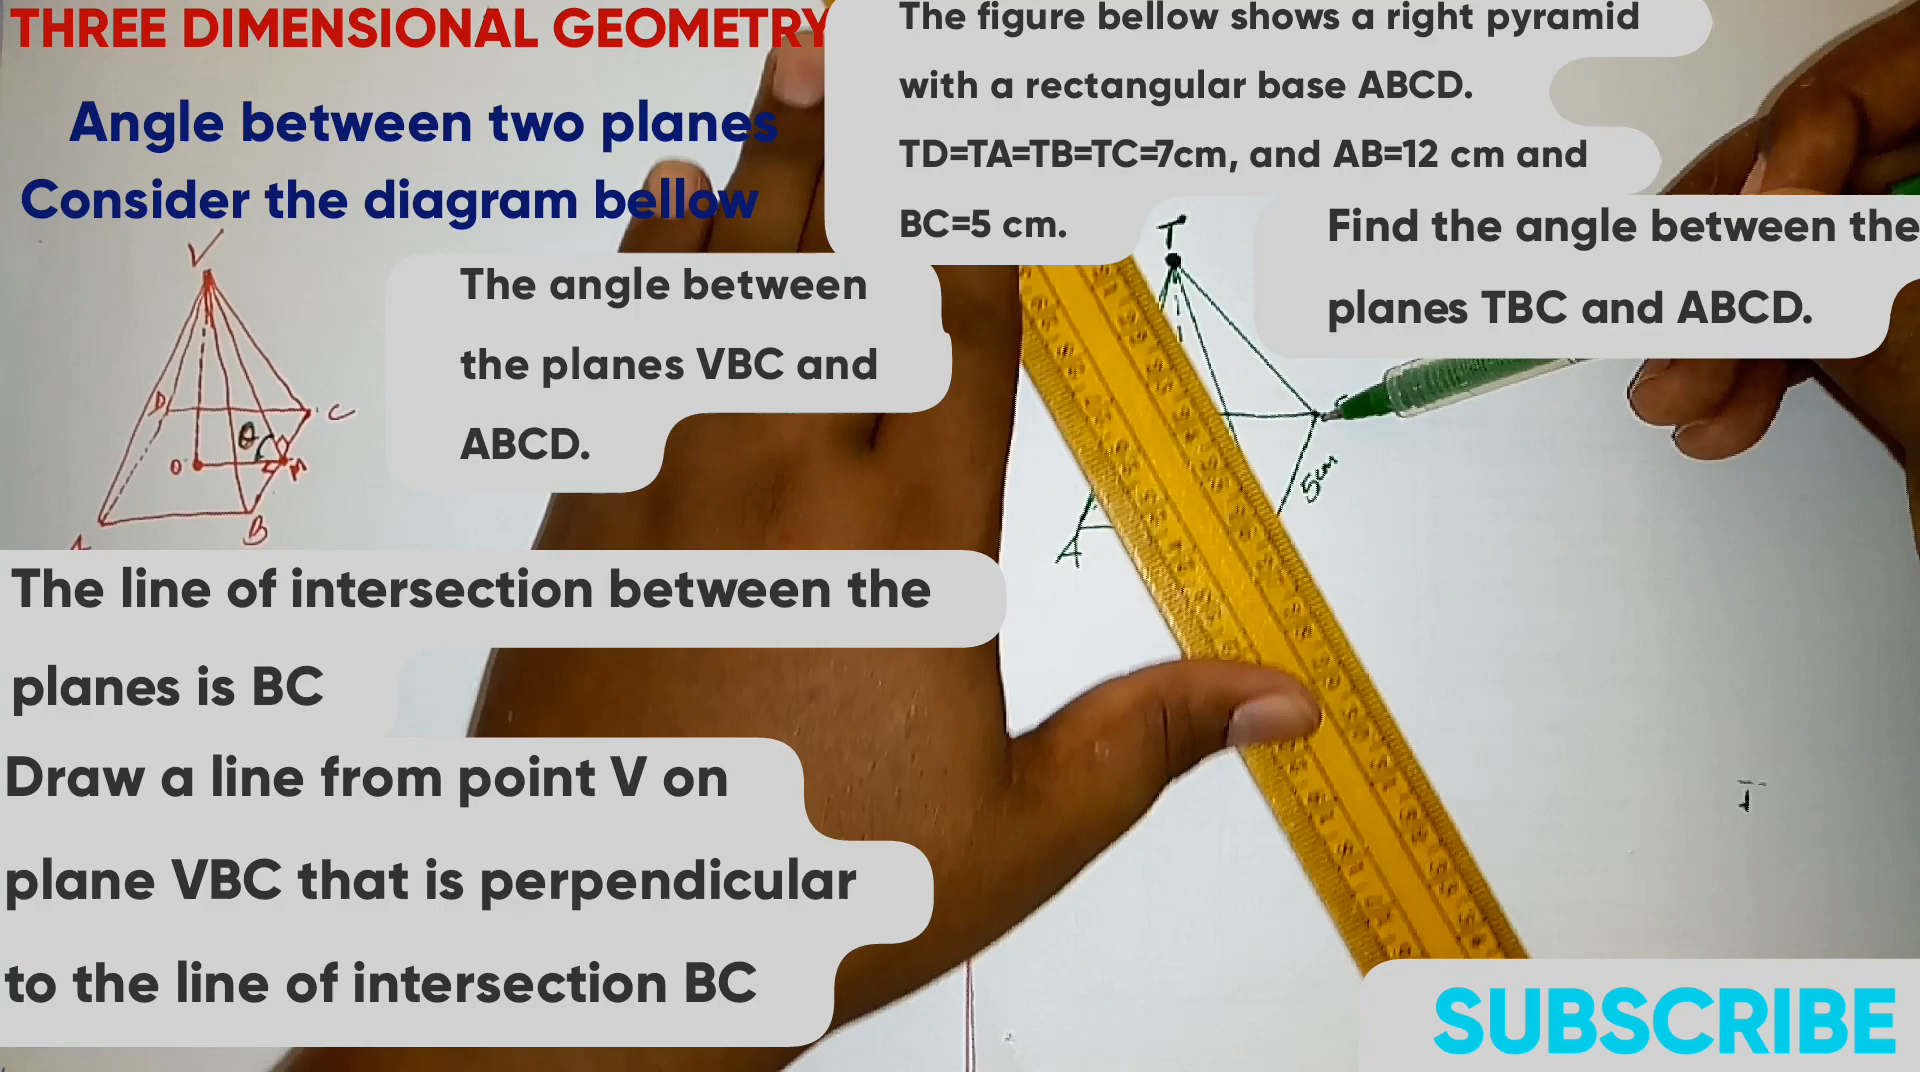 THREE DIMENSIONAL GEOMETRY
Angle between two planes
Consider the diagram bellow
V
D
C
θ
O
M
A
B
The angle between
the planes VBC and
ABCD.
The line of intersection between the
planes is BC
Draw a line from point V on
plane VBC that is perpendicular
to the line of intersection BC
The figure bellow shows a right pyramid
with a rectangular base ABCD.
TD=TA=TB=TC=7cm, and AB=12 cm and
BC=5 cm.
Find the angle between the
planes TBC and ABCD.
T
5cm
A
T
SUBSCRIBE